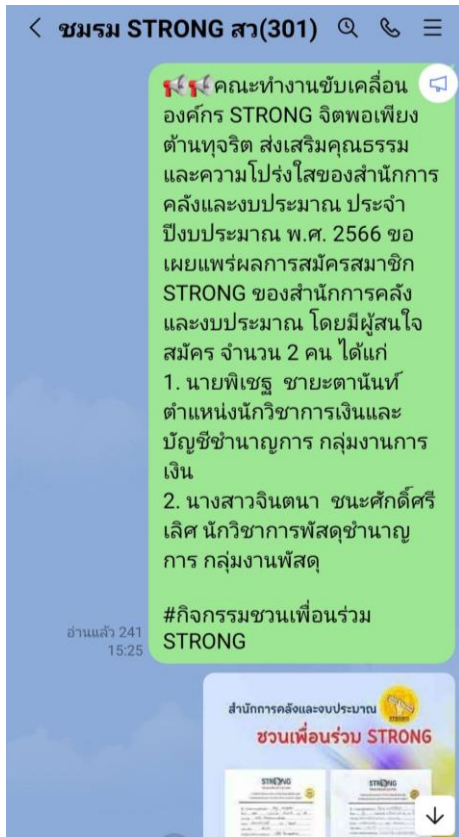 ชมรม STRONG สว(301)
คณะทำงานขับเคลื่อน
องค์กร STRONG จิตพอเพียง
ต้านทุจริต ส่งเสริมคุณธรรม
และความโปร่งใสของสำนักการ
คลังและงบประมาณ ประจำ
ปีงบประมาณ พ.ศ. 2566 ขอ
เผยแพร่ผลการสมัครสมาชิก
STRONG ของสำนักการคลัง
และงบประมาณ โดยมีผู้สนใจ
สมัคร จำนวน 2 คน ได้แก่
1. นายพิเชฐ ชายะตานันท์
ตำแหน่งนักวิชาการเงินและ
บัญชีชำนาญการ กลุ่มงานการ
เงิน
2. นางสาวจินตนา ชนะศักดิ์ศรี
เลิศ นักวิชาการพัสดุชำนาญ
การ กลุ่มงานพัสดุ
#กิจกรรมชวนเพื่อนร่วม
STRONG
อ่านแล้ว 241
15:25
สำนักการคลังและงบประมาณ
ชวนเพื่อนร่วม STRONG
STRONG
STRONG